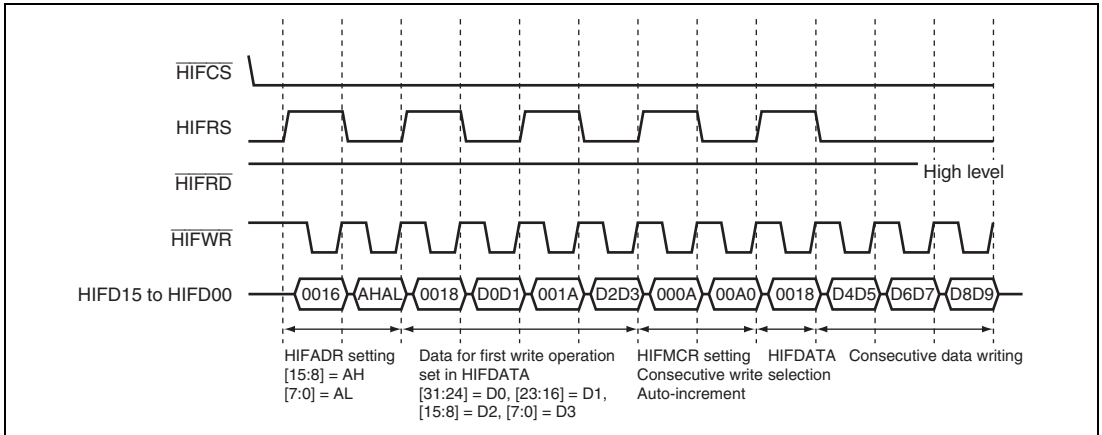 HIFCS
HIFRS
HIFRD
High level
HIFWR
HIFD15 to HIFD00
0016 AHAL 0018 D0D1 001A D2D3 000A 00A0 0018 D4D5 D6D7 D8D9
HIFADR setting
[15:8] = AH
[7:0] = AL
Data for first write operation
set in HIFDATA
[31:24] = D0, [23:16] = D1,
[15:8] = D2, [7:0] = D3
HIFMCR setting
Consecutive write selection
Auto-increment
HIFDATA
Consecutive data writing